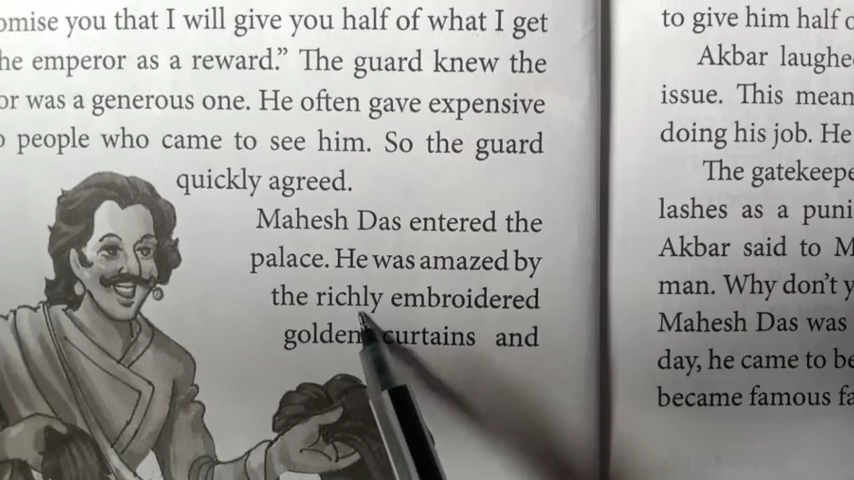 omise you that I will give you half of what I get
he emperor as a reward.” The guard knew the
or was a generous one. He often gave expensive
o people who came to see him. So the guard
quickly agreed.
Mahesh Das entered the
palace. He was amazed by
the richly embroidered
golden curtains and
to give him half o
Akbar laughe
issue. This mean
doing his job. He
The gatekeepe
lashes as a puni
Akbar said to M
man. Why don’t y
Mahesh Das was
day, he came to be
became famous fa